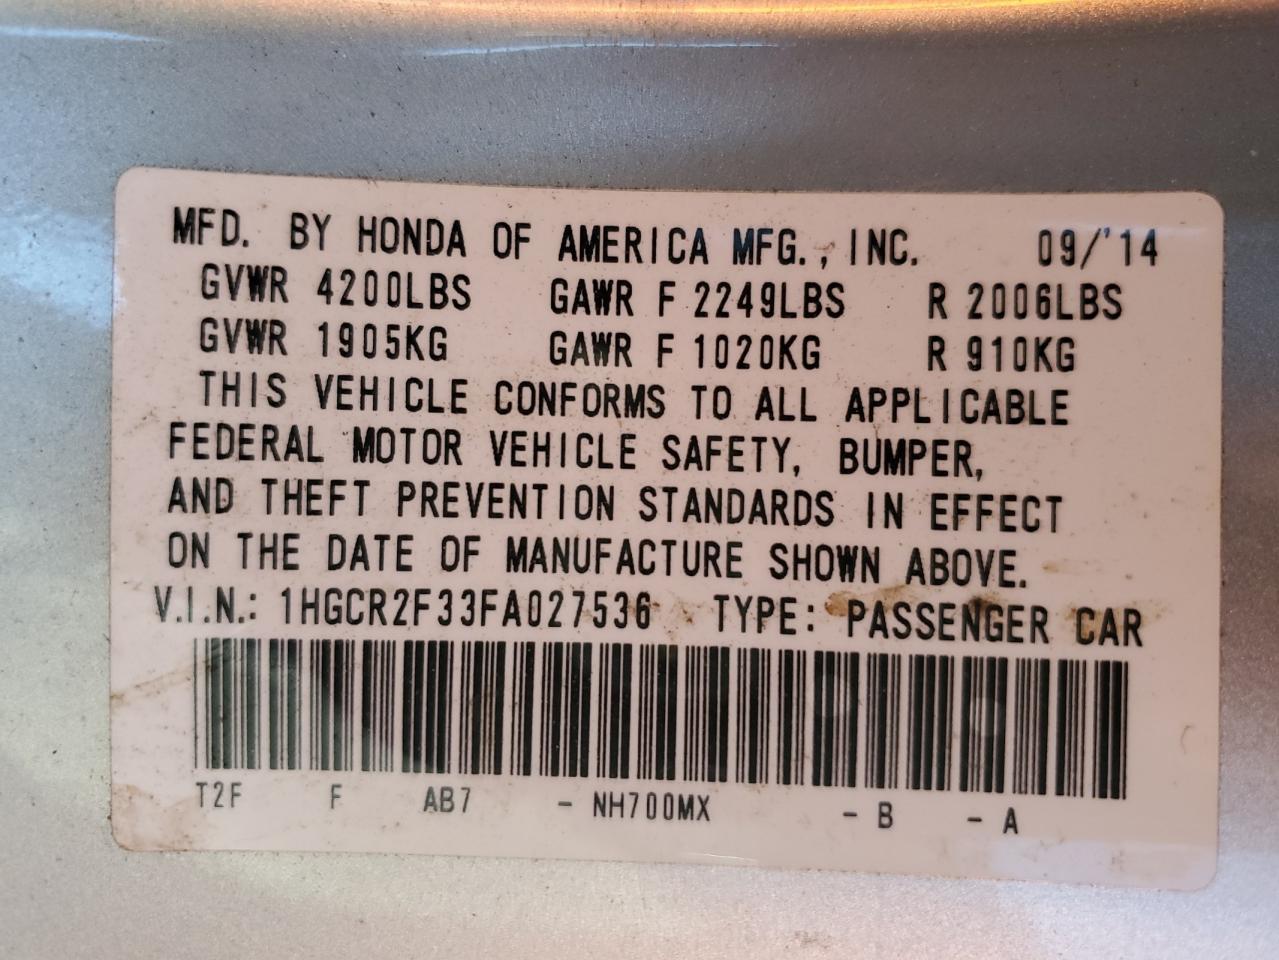 MFD. BY HONDA OF AMERICA MFG., INC. 09/'14
GVWR 4200LBS GAWR F 2249LBS R 2006LBS
GVWR 1905KG GAWR F 1020KG R 910KG
THIS VEHICLE CONFORMS TO ALL APPLICABLE
FEDERAL MOTOR VEHICLE SAFETY, BUMPER,
AND THEFT PREVENTION STANDARDS IN EFFECT
ON THE DATE OF MANUFACTURE SHOWN ABOVE.
V.I.N.: 1HGCR2F33FA027536 TYPE: PASSENGER CAR
T2F F AB7 - NH700MX - B - A